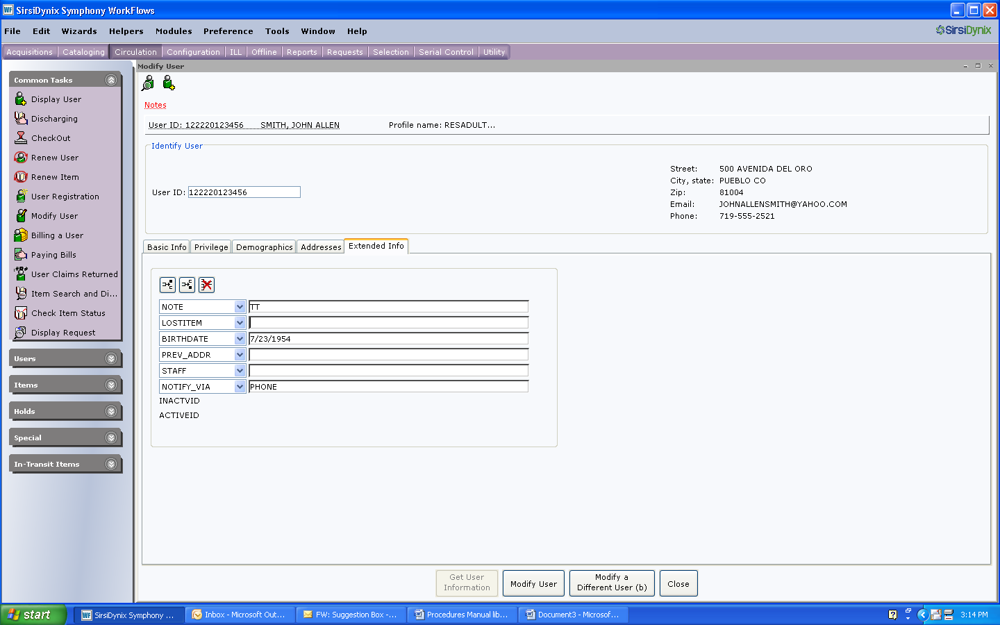 SirsiDynix Symphony WorkFlows
File Edit Wizards Helpers Modules Preference Tools Window Help
SirsiDynix
Acquisitions Cataloging Circulation Configuration ILL Offline Reports Requests Selection Serial Control Utility
Common Tasks
Display User
Discharging
CheckOut
Renew User
Renew Item
User Registration
Modify User
Billing a User
Paying Bills
User Claims Returned
Item Search and Di...
Check Item Status
Display Request
Users
Items
Holds
Special
In-Transit Items
Modify User
Notes
User ID: 122220123456 SMITH, JOHN ALLEN Profile name: RESADULT...
Identify User
User ID: 122220123456
Street: 500 AVENIDA DEL ORO
City, state: PUEBLO CO
Zip: 81004
Email: JOHNALLENSMITH@YAHOO.COM
Phone: 719-555-2521
Basic Info Privilege Demographics Addresses Extended Info
NOTE TT
LOSTITEM
BIRTHDATE 7/23/1954
PREV_ADDR
STAFF
NOTIFY_VIA PHONE
INACTVID
ACTIVEID
Get User Information
Modify User
Modify a Different User (b)
Close
start
WF SirsiDynix Symphony ...
Inbox - Microsoft Out...
FW: Suggestion Box -...
Procedures Manual lib...
Document3 - Microsof...
3:14 PM